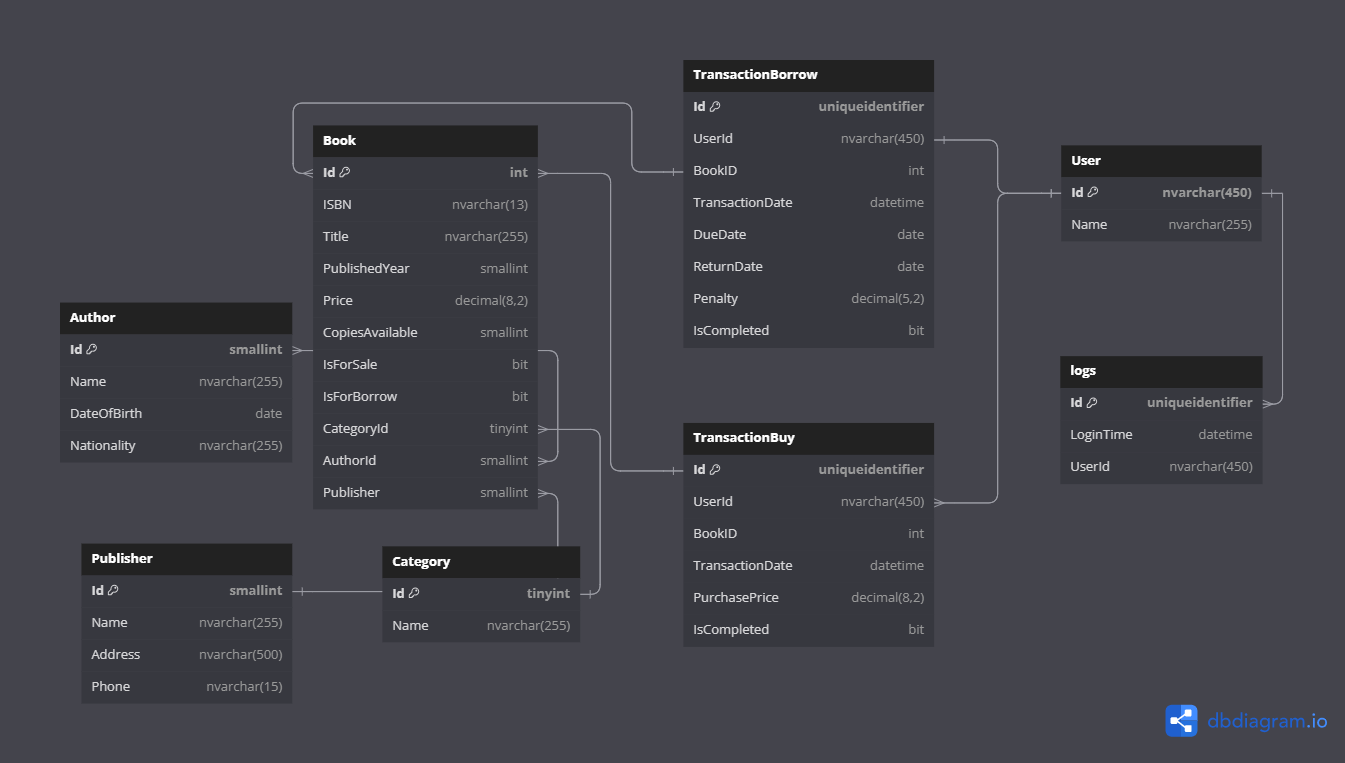 TransactionBorrow
Id uniqueidentifier
UserId nvarchar(450)
BookID int
TransactionDate datetime
DueDate date
ReturnDate date
Penalty decimal(5,2)
IsCompleted bit
Book
Id int
ISBN nvarchar(13)
Title nvarchar(255)
PublishedYear smallint
Price decimal(8,2)
CopiesAvailable smallint
IsForSale bit
IsForBorrow bit
CategoryId tinyint
AuthorId smallint
Publisher smallint
User
Id nvarchar(450)
Name nvarchar(255)
Author
Id smallint
Name nvarchar(255)
DateOfBirth date
Nationality nvarchar(255)
logs
Id uniqueidentifier
LoginTime datetime
UserId nvarchar(450)
TransactionBuy
Id uniqueidentifier
UserId nvarchar(450)
BookID int
TransactionDate datetime
PurchasePrice decimal(8,2)
IsCompleted bit
Publisher
Id smallint
Name nvarchar(255)
Address nvarchar(500)
Phone nvarchar(15)
Category
Id tinyint
Name nvarchar(255)
dbdiagram.io